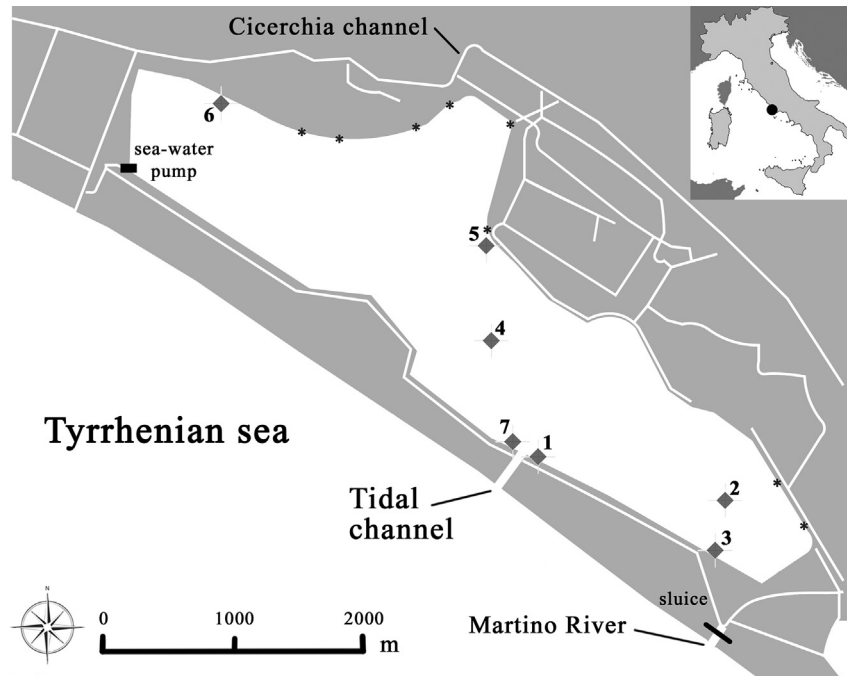 Cicerchia channel
6
* * * * *
sea-water
pump
5 *
4
Tyrrhenian sea
7 1
*
2
Tidal
channel
*
3
N
sluice
0 1000 2000
m
Martino River